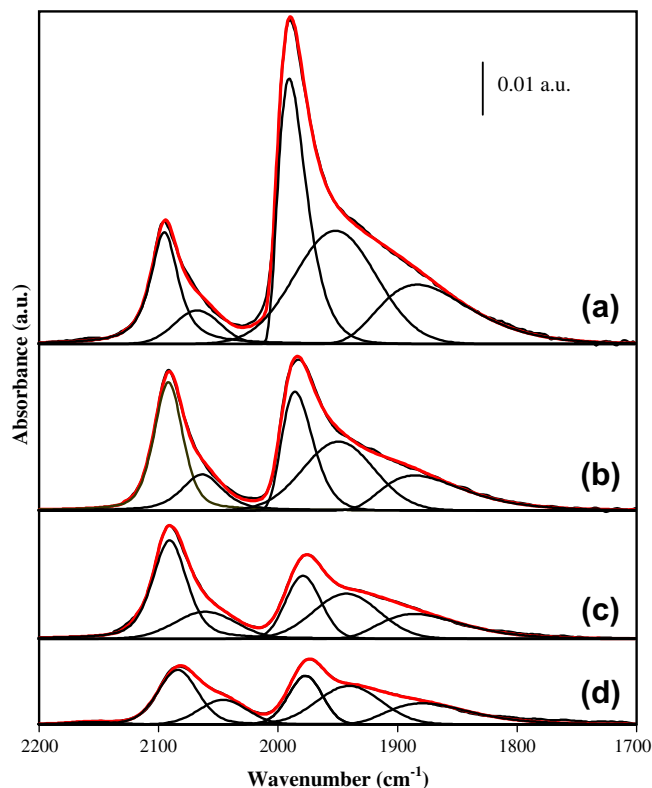 0.01 a.u.
(a)
(b)
(c)
(d)
Absorbance (a.u.)
2200 2100 2000 1900 1800 1700
Wavenumber (cm⁻¹)